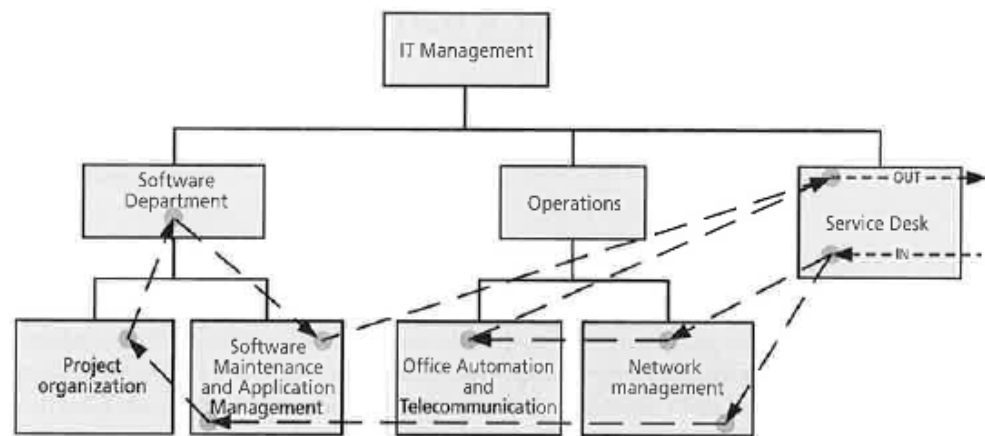 IT Management
Software
Department
Operations
OUT
Service Desk
IN
Project
organization
Software
Maintenance
and Application
Management
Office Automation
and
Telecommunication
Network
management